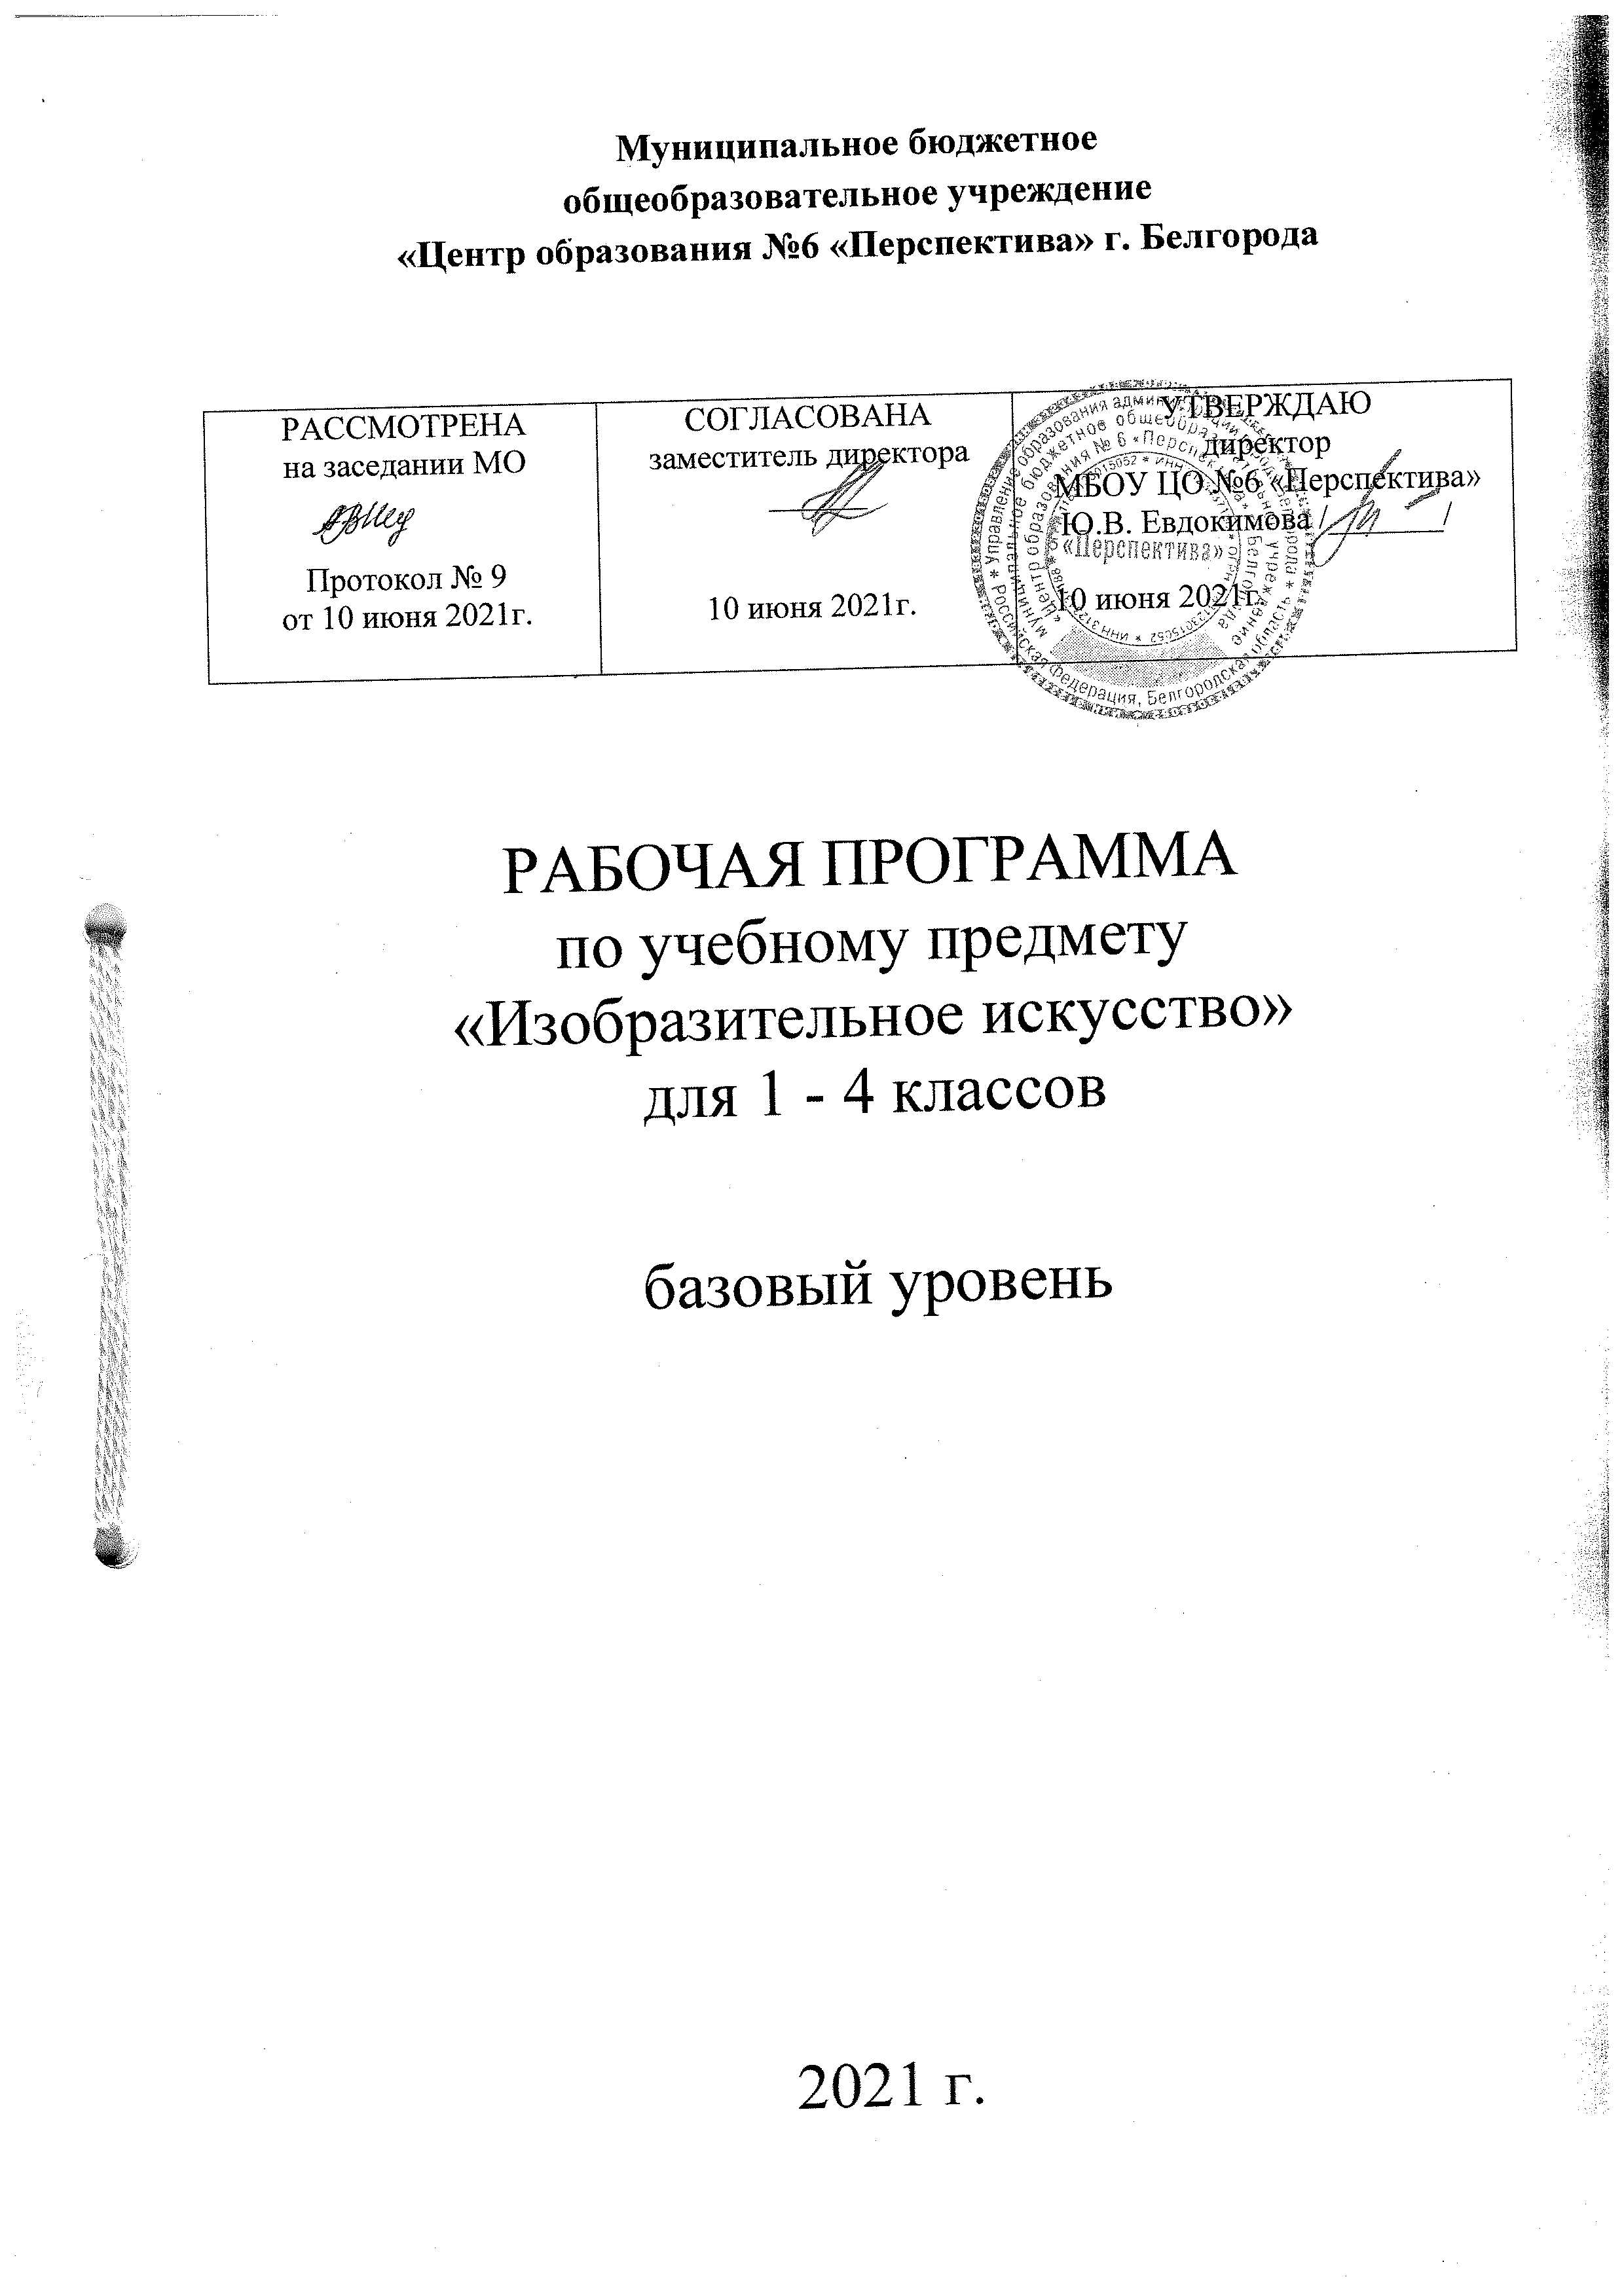 Муниципальное бюджетное
общеобразовательное учреждение
«Центр образования №6 «Перспектива» г. Белгорода
РАССМОТРЕНА
на заседании МО
Протокол № 9
от 10 июня 2021г.
СОГЛАСОВАНА
заместитель директора
10 июня 2021г.
УТВЕРЖДАЮ
директор
МБОУ ЦО №6 «Перспектива»
Ю.В. Евдокимова / /
«Перспектива»
10 июня 2021г.
РАБОЧАЯ ПРОГРАММА
по учебному предмету
«Изобразительное искусство»
для 1 - 4 классов
базовый уровень
2021 г.